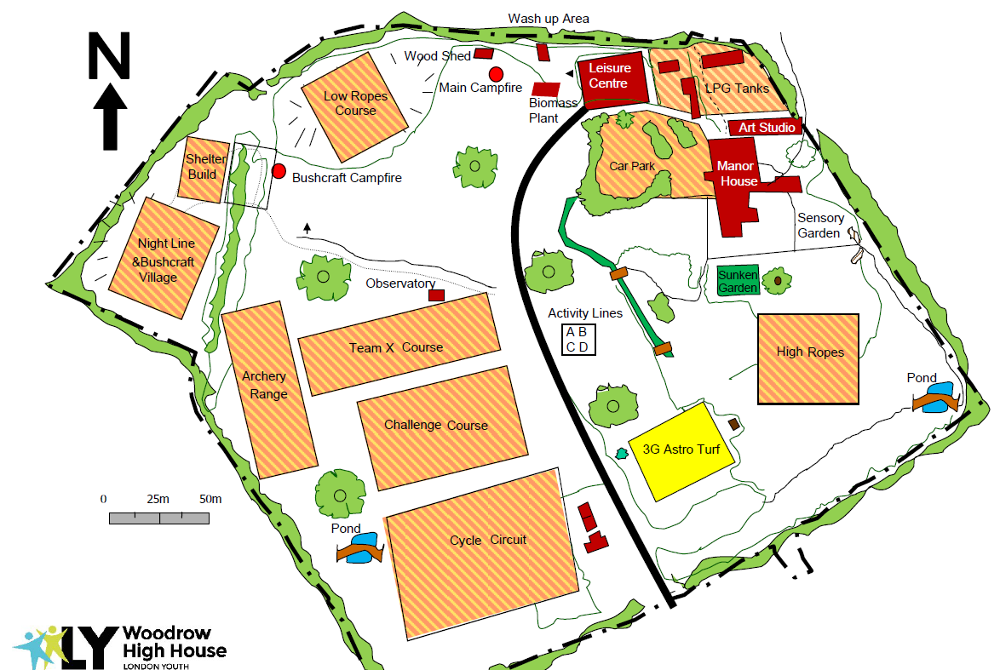 Wash up Area
N
Wood Shed
Leisure
Centre
Main Campfire
LPG Tanks
Low Ropes
Course
Biomass
Plant
Art Studio
Shelter
Build
Car Park
Manor
House
Bushcraft Campfire
Sensory
Garden
Night Line
&Bushcraft
Village
Observatory
Sunken
Garden
Activity Lines
A B
C D
Team X Course
High Ropes
Archery
Range
Pond
Challenge Course
3G Astro Turf
0 25m 50m
Pond
Cycle Circuit
LY
Woodrow
High House
LONDON YOUTH